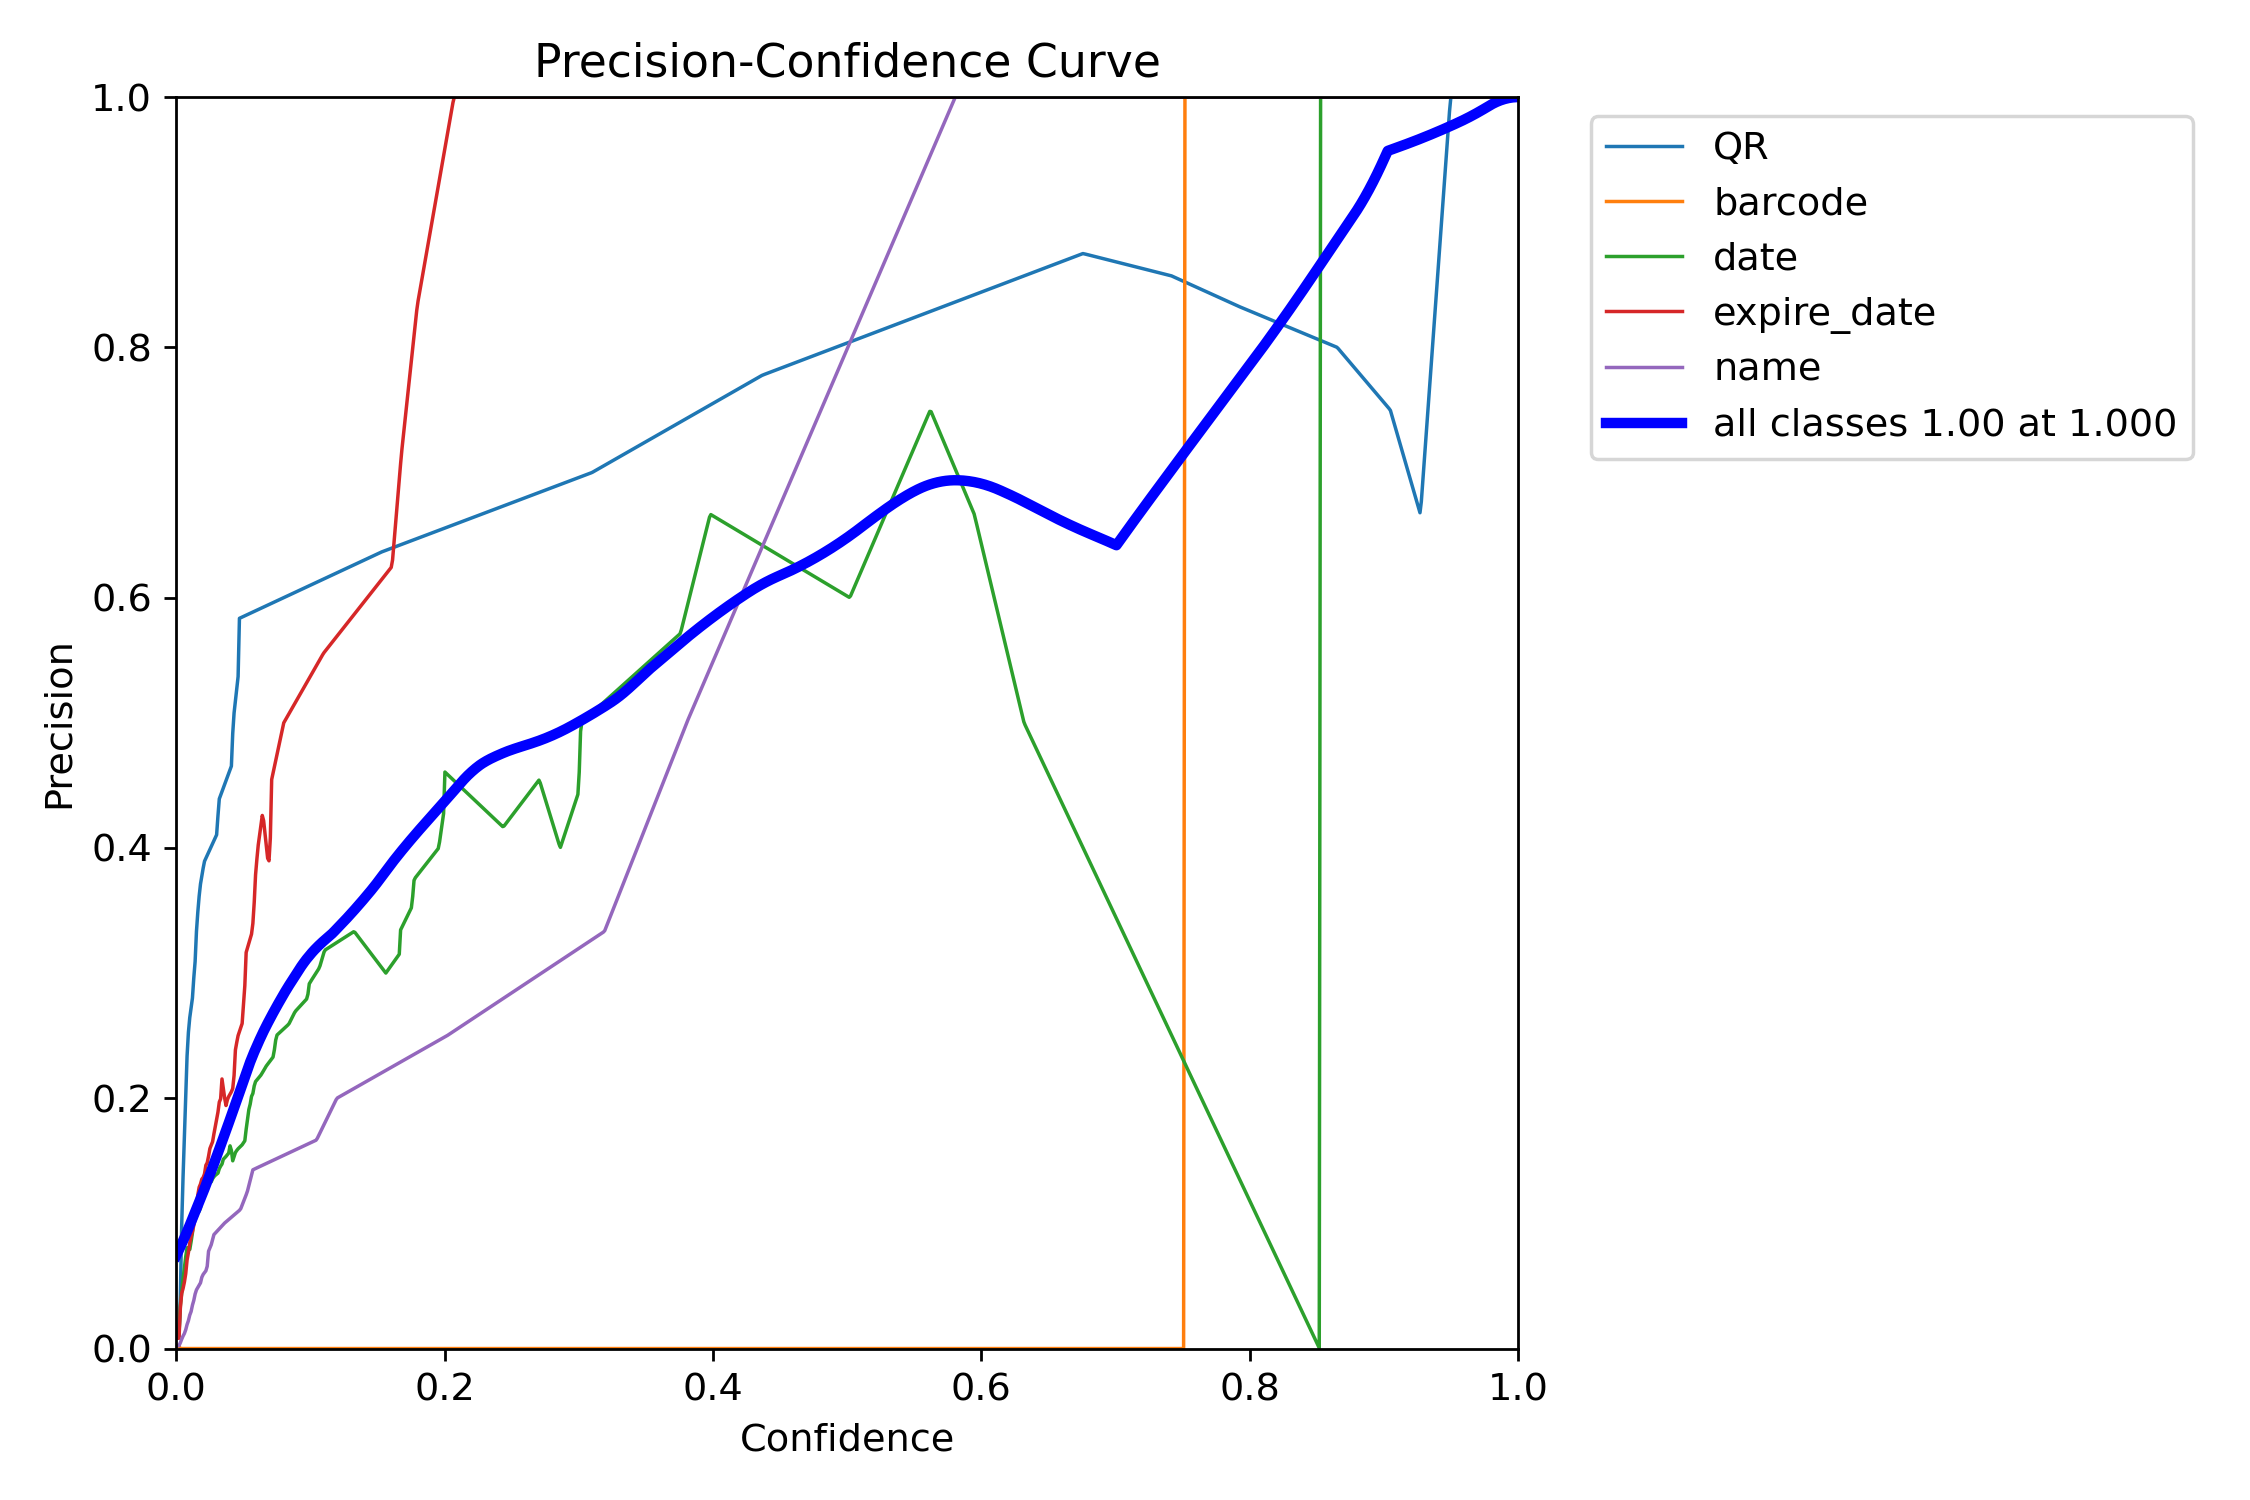 Precision-Confidence Curve
1.0
0.8
0.6
0.4
0.2
0.0
Precision
0.0 0.2 0.4 0.6 0.8 1.0
Confidence
QR
barcode
date
expire_date
name
all classes 1.00 at 1.000